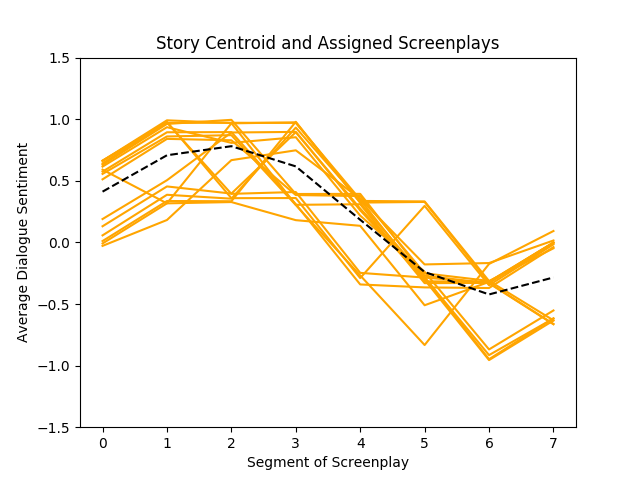 Story Centroid and Assigned Screenplays
1.5
1.0
0.5
0.0
−0.5
−1.0
−1.5
Average Dialogue Sentiment
0 1 2 3 4 5 6 7
Segment of Screenplay